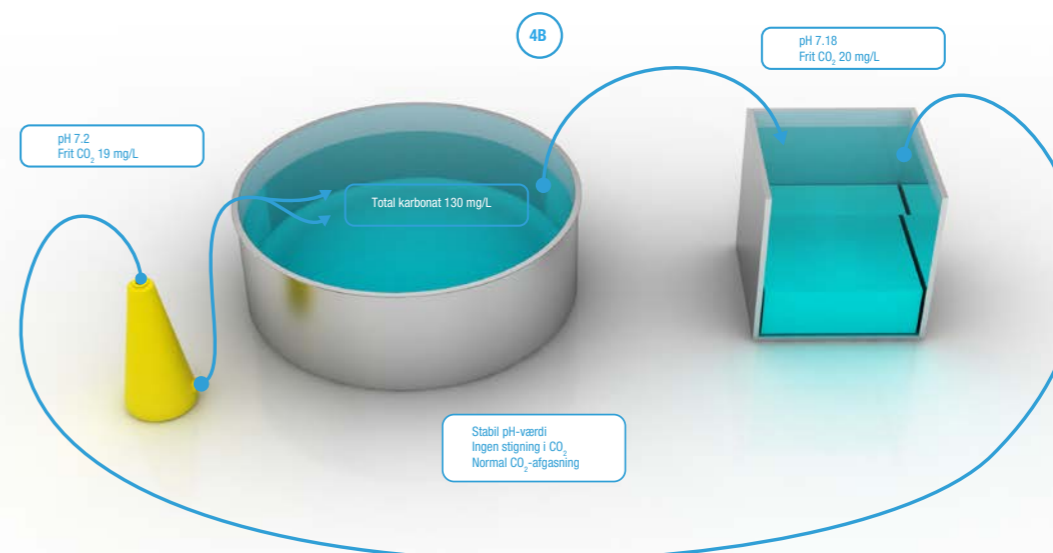 4B
pH 7.18
Frit CO₂ 20 mg/L
pH 7.2
Frit CO₂ 19 mg/L
Total karbonat 130 mg/L
Stabil pH-værdi
Ingen stigning i CO₂
Normal CO₂-afgasning